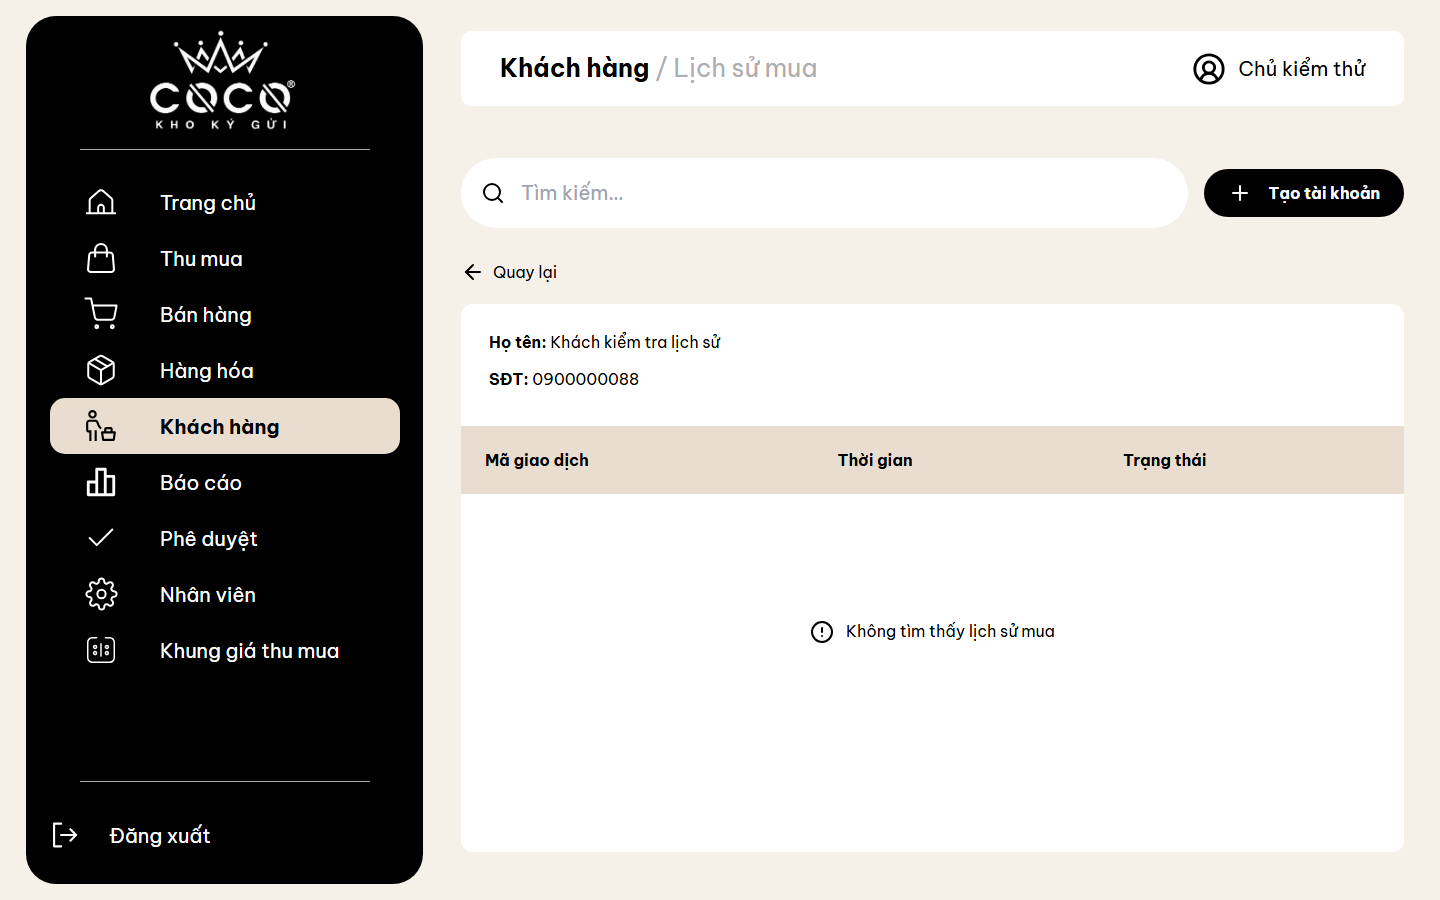 COCO®
KHO KÝ GỬI
Trang chủ
Thu mua
Bán hàng
Hàng hóa
Khách hàng
Báo cáo
Phê duyệt
Nhân viên
Khung giá thu mua
Đăng xuất
Khách hàng / Lịch sử mua
Chủ kiểm thử
Tìm kiếm...
Tạo tài khoản
Quay lại
Họ tên: Khách kiểm tra lịch sử
SĐT: 0900000088
Mã giao dịch Thời gian Trạng thái
Không tìm thấy lịch sử mua